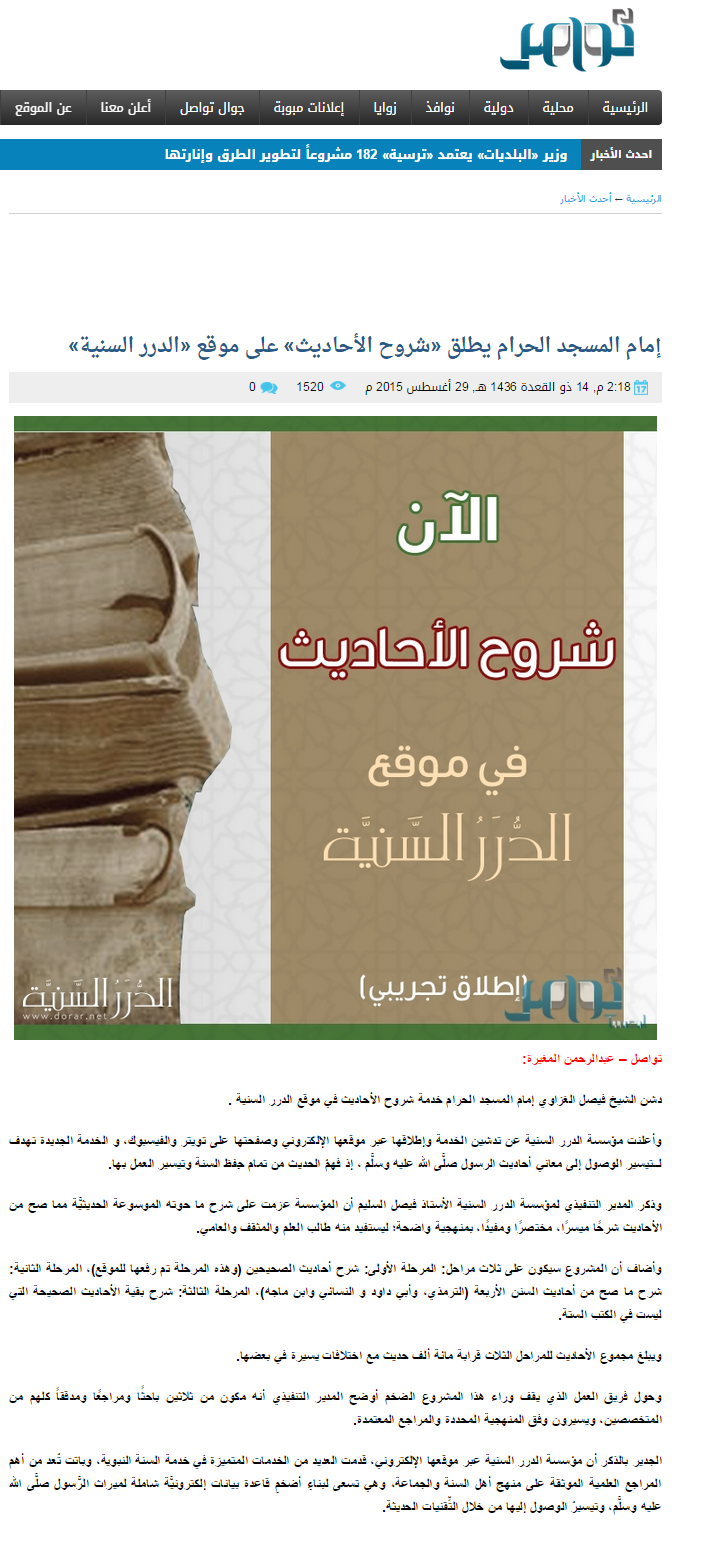 تواصل
الرئيسية محلية دولية نوافذ زوايا إعلانات مبوبة جوال تواصل أعلن معنا عن الموقع
احدث الأخبار وزير «البلديات» يعتمد «ترسية» 182 مشروعاً لتطوير الطرق وإنارتها
الرئيسية ← أحدث الأخبار
إمام المسجد الحرام يطلق «شروح الأحاديث» على موقع «الدرر السنية»
2:18 م, 14 ذو القعدة 1436 هـ, 29 أغسطس 2015 م 1520 0
الآن
شروح الأحاديث
في موقع
الدُّرَرُ السَّنِيَّة
(إطلاق تجريبي)
تواصل
الدُّرَرُ السَّنِيَّة
www.dorar.net
تواصل – عبدالرحمن المغيرة:
دشن الشيخ فيصل الغزاوي إمام المسجد الحرام خدمة شروح الأحاديث في موقع الدرر السنية .
وأعلنت مؤسسة الدرر السنية عن تدشين الخدمة وإطلاقها عبر موقعها الإلكتروني وصفحتها على تويتر والفيسبوك، و الخدمة الجديدة تهدف
لـتيسير الوصول إلى معاني أحاديث الرسول صلَّى الله عليه وسلَّم ، إذ فهمُ الحديث من تمام حِفظ السنة وتيسير العمل بها.
وذكر المدير التنفيذي لمؤسسة الدرر السنية الأستاذ فيصل السليم أن المؤسسة عزمت على شرح ما حوته الموسوعة الحديثيَّة مما صح من
الأحاديث شرحًا ميسرًا، مختصرًا ومفيدًا، بمنهجية واضحة؛ ليستفيد منه طالب العلم والمثقف والعامي.
وأضاف أن المشروع سيكون على ثلاث مراحل: المرحلة الأولى: شرح أحاديث الصحيحين (وهذه المرحلة تم رفعها للموقع)، المرحلة الثانية:
شرح ما صح من أحاديث السنن الأربعة (الترمذي، وأبي داود و النسائي وابن ماجه)، المرحلة الثالثة: شرح بقية الأحاديث الصحيحة التي
ليست في الكتب الستة.
ويبلغ مجموع الأحاديث للمراحل الثلاث قرابة مائة ألف حديث مع اختلافات يسيرة في بعضها.
وحول فريق العمل الذي يقف وراء هذا المشروع الضخم أوضح المدير التنفيذي أنه مكون من ثلاثين باحثًا ومراجعًا ومدققاً كلهم من
المتخصصين، ويسيرون وفق المنهجية المحددة والمراجع المعتمدة.
الجدير بالذكر أن مؤسسة الدرر السنية عبر موقعها الإلكتروني، قدمت العديد من الخدمات المتميزة في خدمة السنة النبوية، وباتت تُعد من أهم
المراجع العلمية الموثقة على منهج أهل السنة والجماعة، وهي تسعى لبناءِ أضخم قاعدة بيانات إلكترونيَّة شاملة لميراث الرَّسول صلَّى الله
عليه وسلَّم، وتيسيرُ الوصول إليها من خلال التِّقنيات الحديثة.